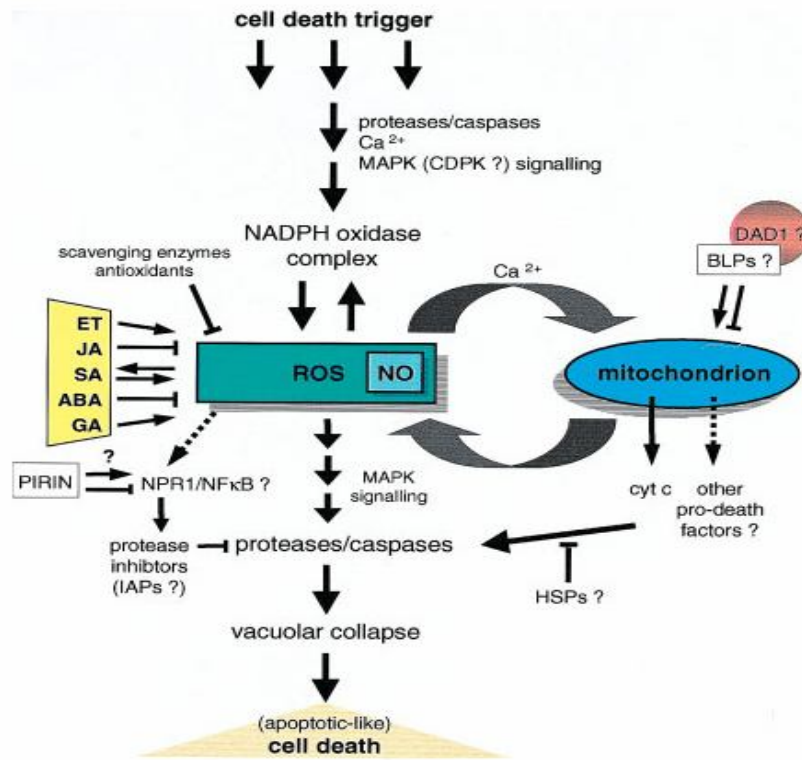 cell death trigger
proteases/caspases
Ca 2+
MAPK (CDPK ?) signalling
NADPH oxidase
complex
scavenging enzymes
antioxidants
Ca 2+
DAD1 ?
BLPs ?
ET
JA
SA
ABA
GA
ROS
NO
mitochondrion
?
PIRIN
NPR1/NFκB ?
MAPK
signalling
cyt c
other
pro-death
factors ?
protease
inhibtors
(IAPs ?)
proteases/caspases
HSPs ?
vacuolar collapse
(apoptotic-like)
cell death